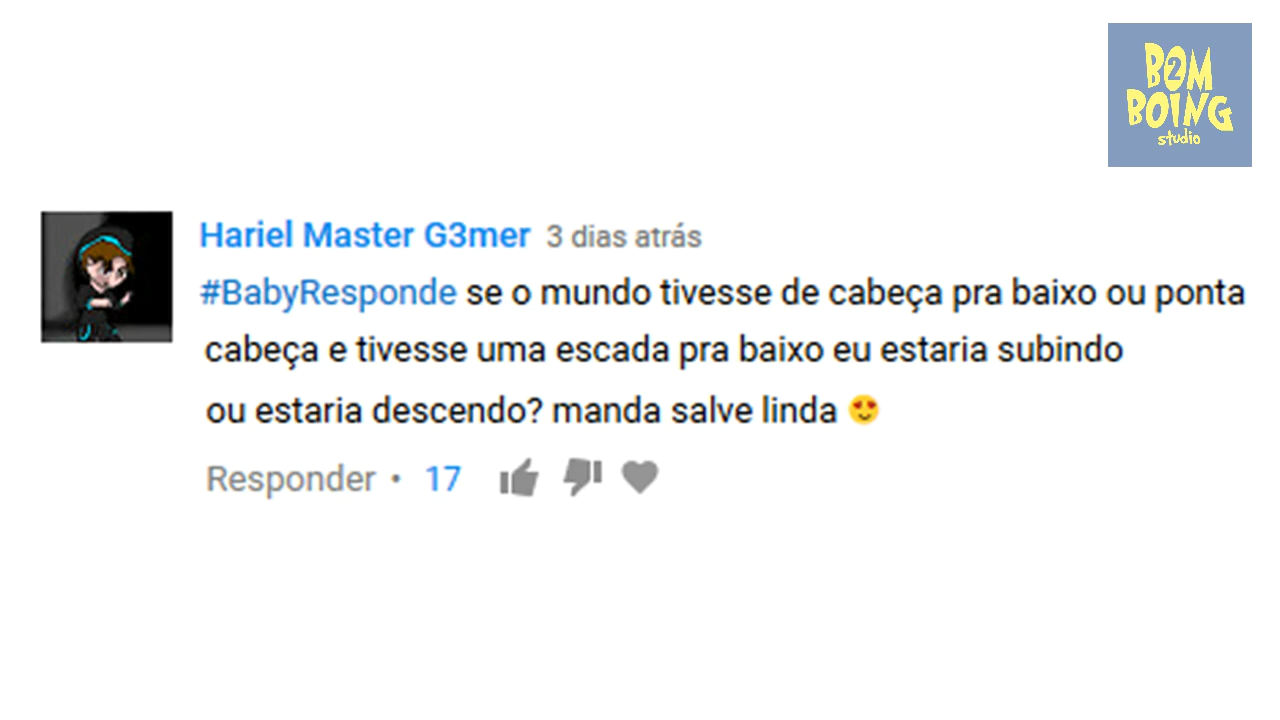 B2M
BOING
studio
Hariel Master G3mer 3 dias atrás
#BabyResponde se o mundo tivesse de cabeça pra baixo ou ponta
cabeça e tivesse uma escada pra baixo eu estaria subindo
ou estaria descendo? manda salve linda 😍
Responder • 17